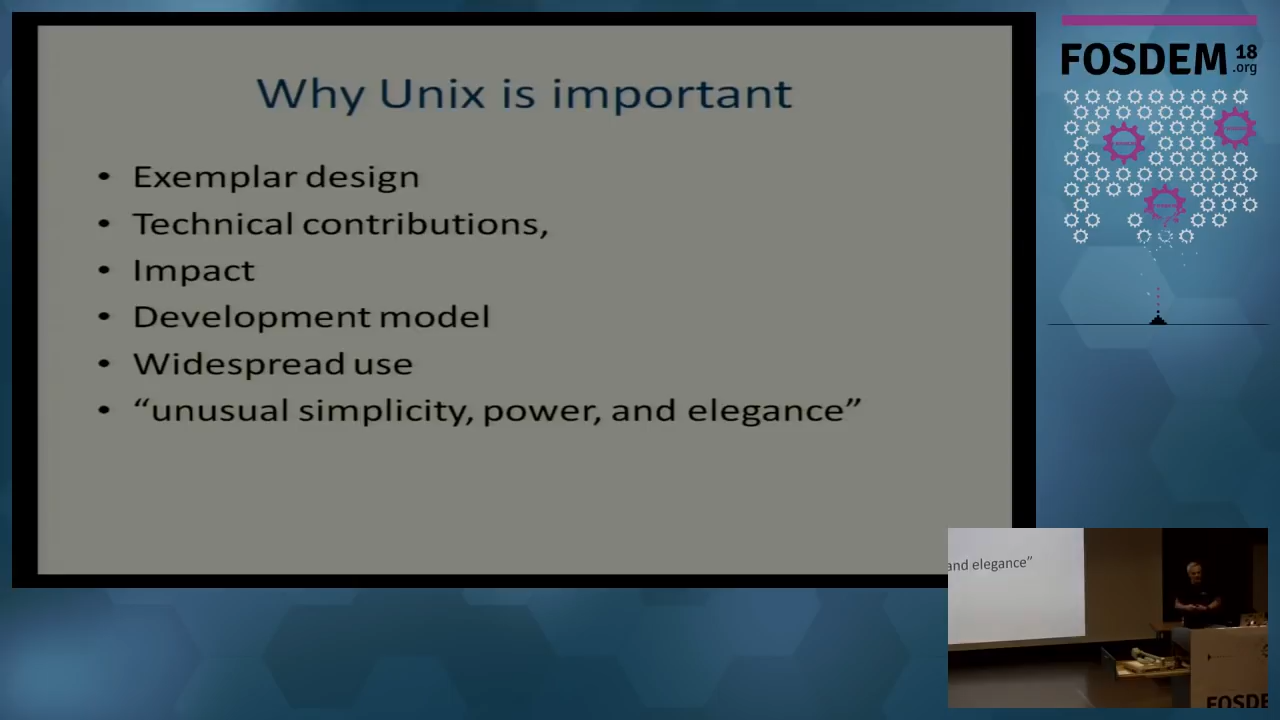 Why Unix is important
• Exemplar design
• Technical contributions,
• Impact
• Development model
• Widespread use
• “unusual simplicity, power, and elegance”
FOSDEM 18
.org
and elegance”
FOSDE